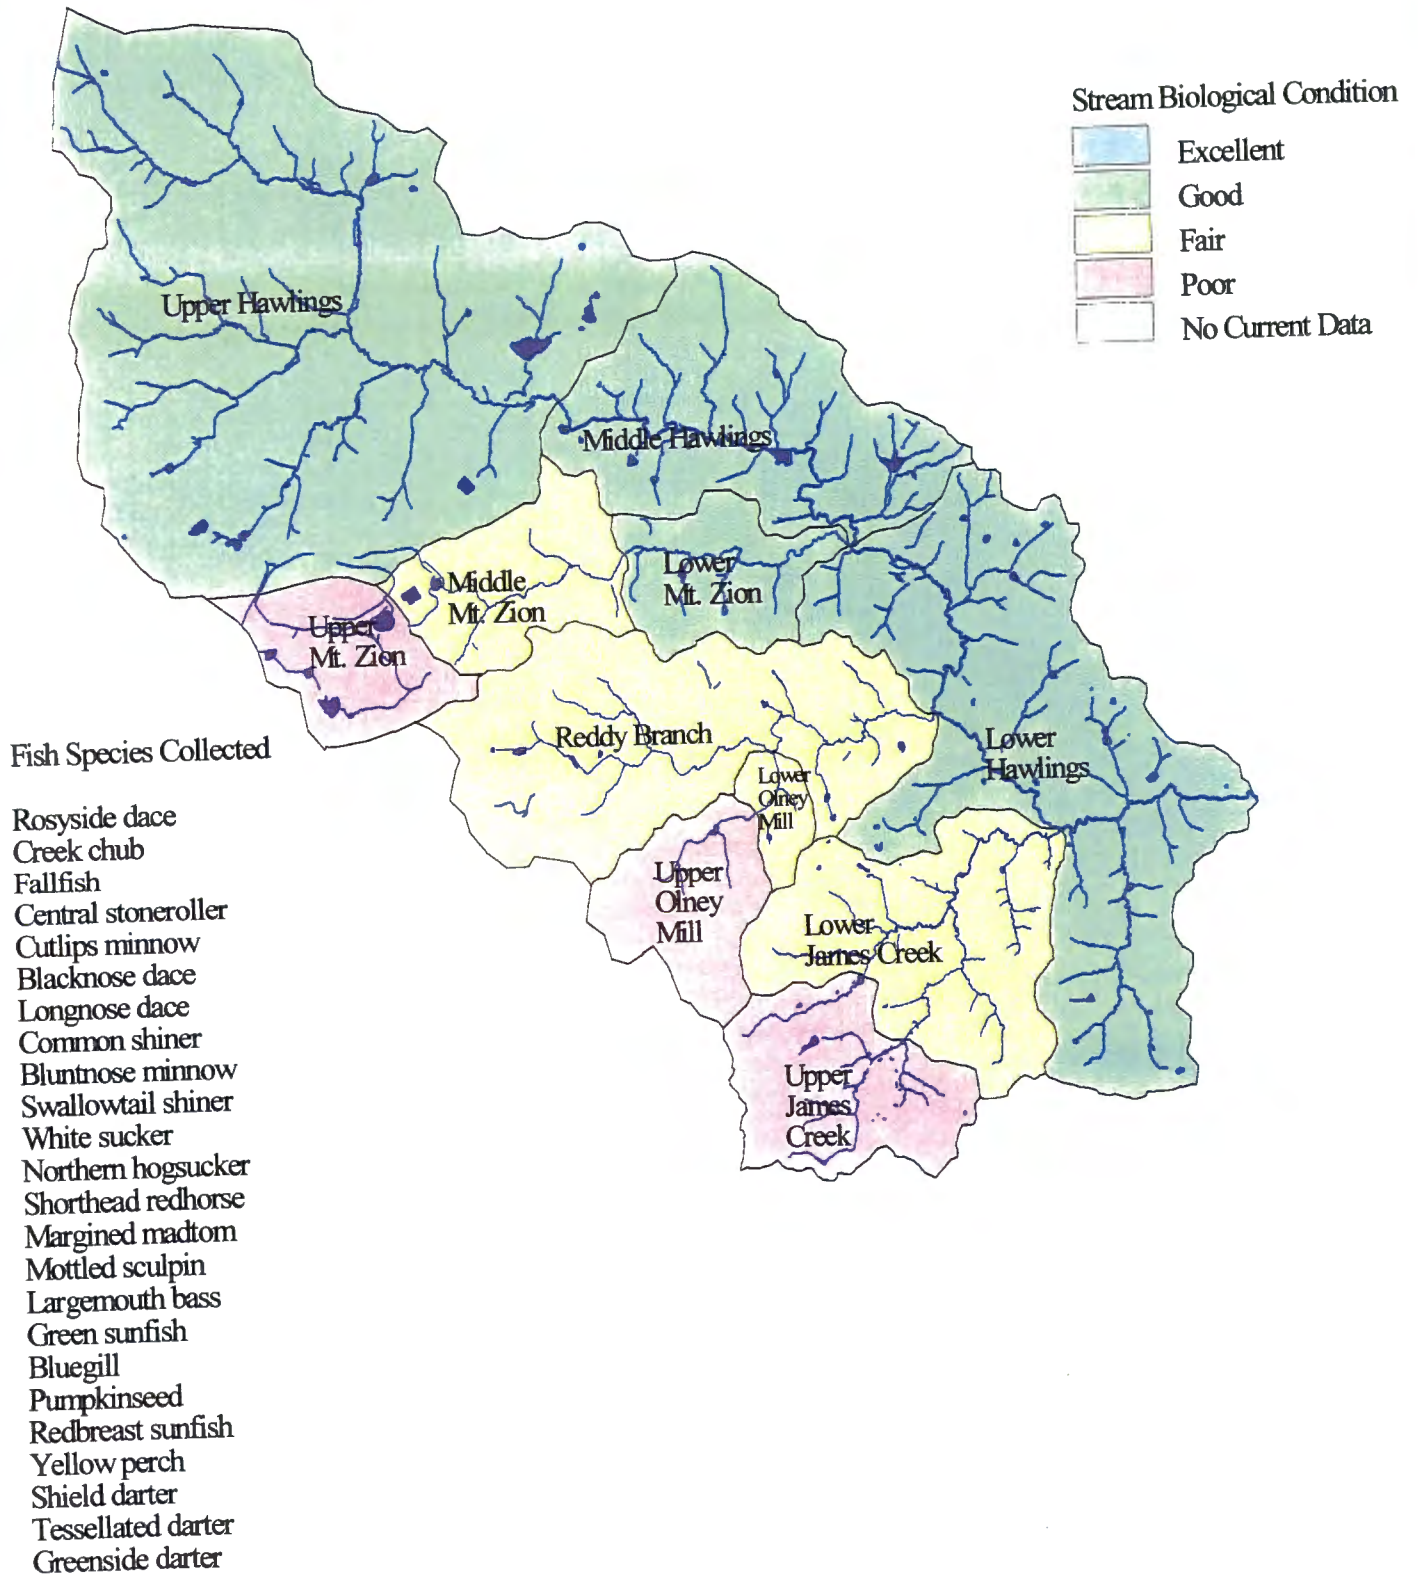 Stream Biological Condition
Excellent
Good
Fair
Poor
No Current Data
Upper Hawlings
Middle Hawlings
Lower
Mt. Zion
Middle
Mt. Zion
Upper
Mt. Zion
Reddy Branch
Lower
Hawlings
Lower
Olney
Mill
Upper
Olney
Mill
Lower
James Creek
Upper
James
Creek
Fish Species Collected
Rosyside dace
Creek chub
Fallfish
Central stoneroller
Cutlips minnow
Blacknose dace
Longnose dace
Common shiner
Bluntnose minnow
Swallowtail shiner
White sucker
Northern hogsucker
Shorthead redhorse
Margined madtom
Mottled sculpin
Largemouth bass
Green sunfish
Bluegill
Pumpkinseed
Redbreast sunfish
Yellow perch
Shield darter
Tessellated darter
Greenside darter